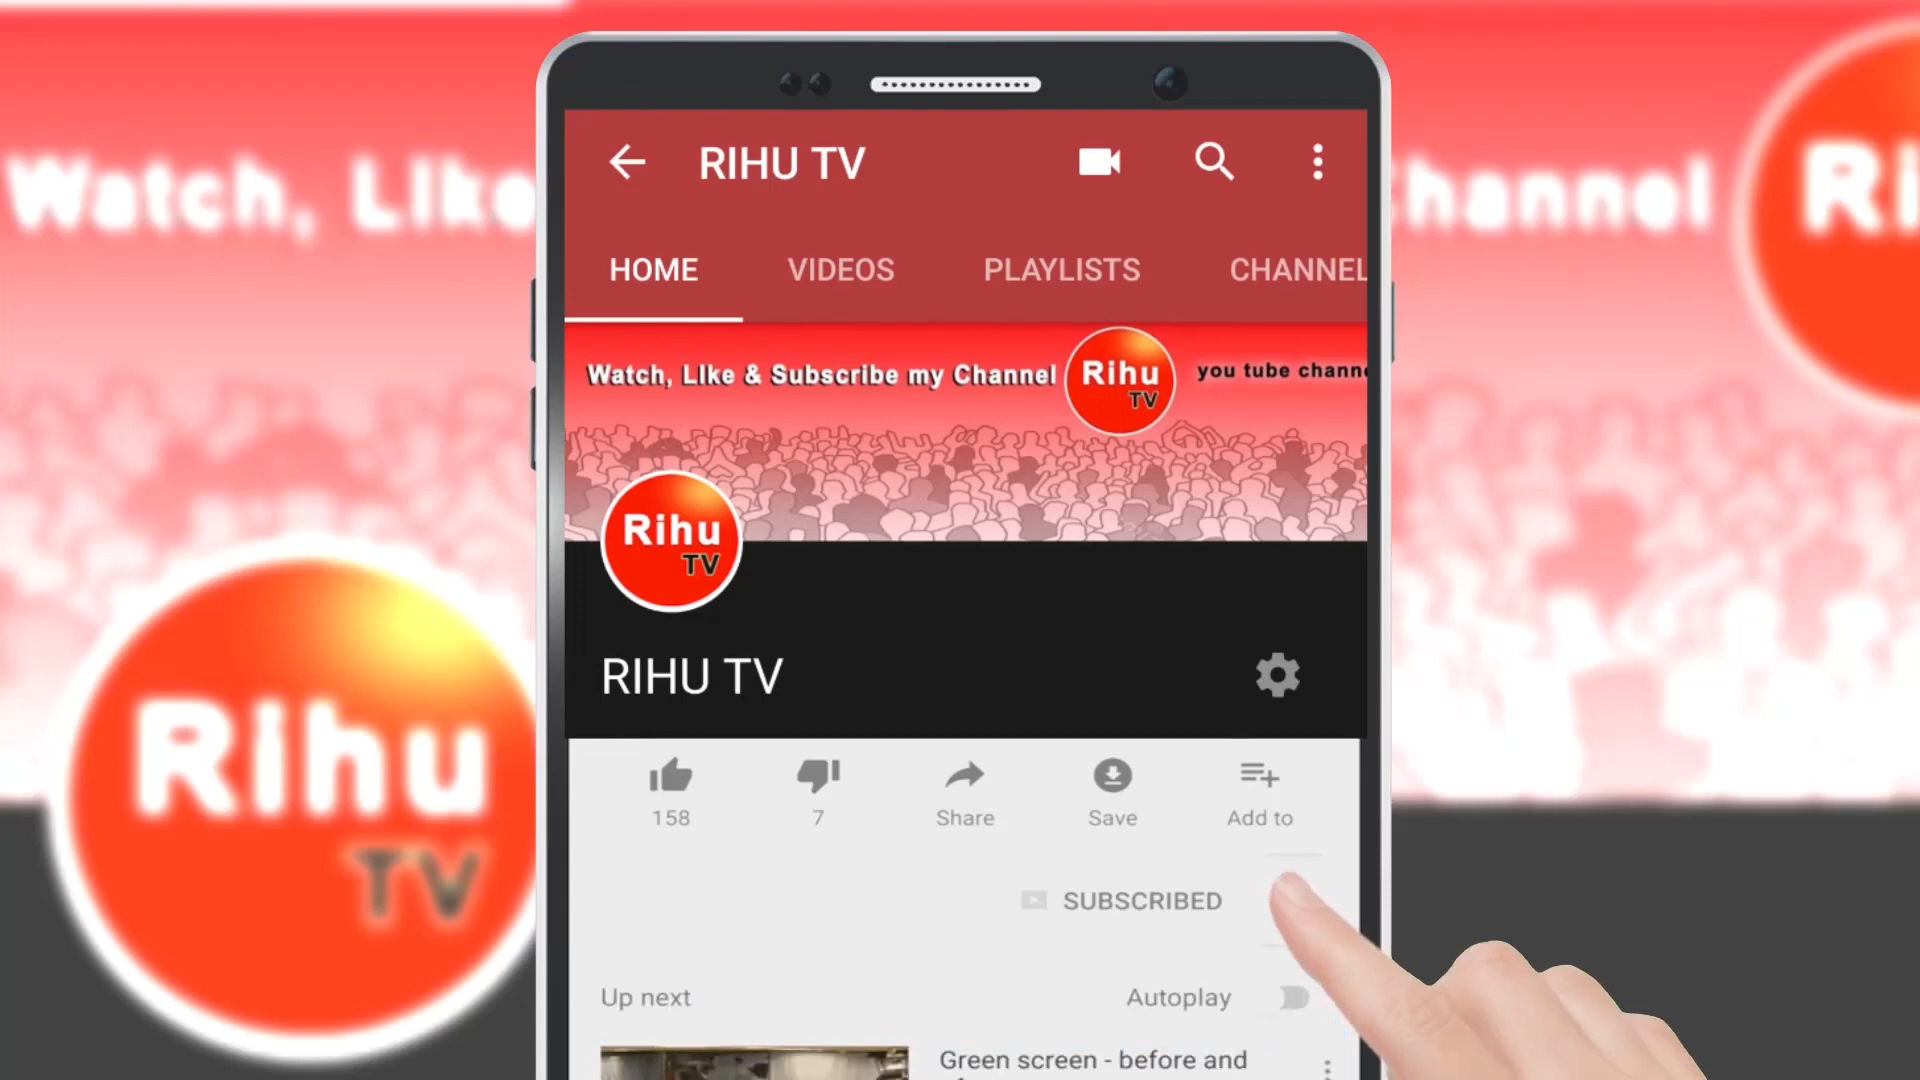 RIHU TV
HOME VIDEOS PLAYLISTS CHANNEL
Watch, LIke & Subscribe my Channel
Rihu
TV
you tube channe
Rihu
TV
RIHU TV
158 7 Share Save Add to
SUBSCRIBED
Up next Autoplay
Green screen - before and
Watch, LIke
hannel
Ri
Rihu
TV